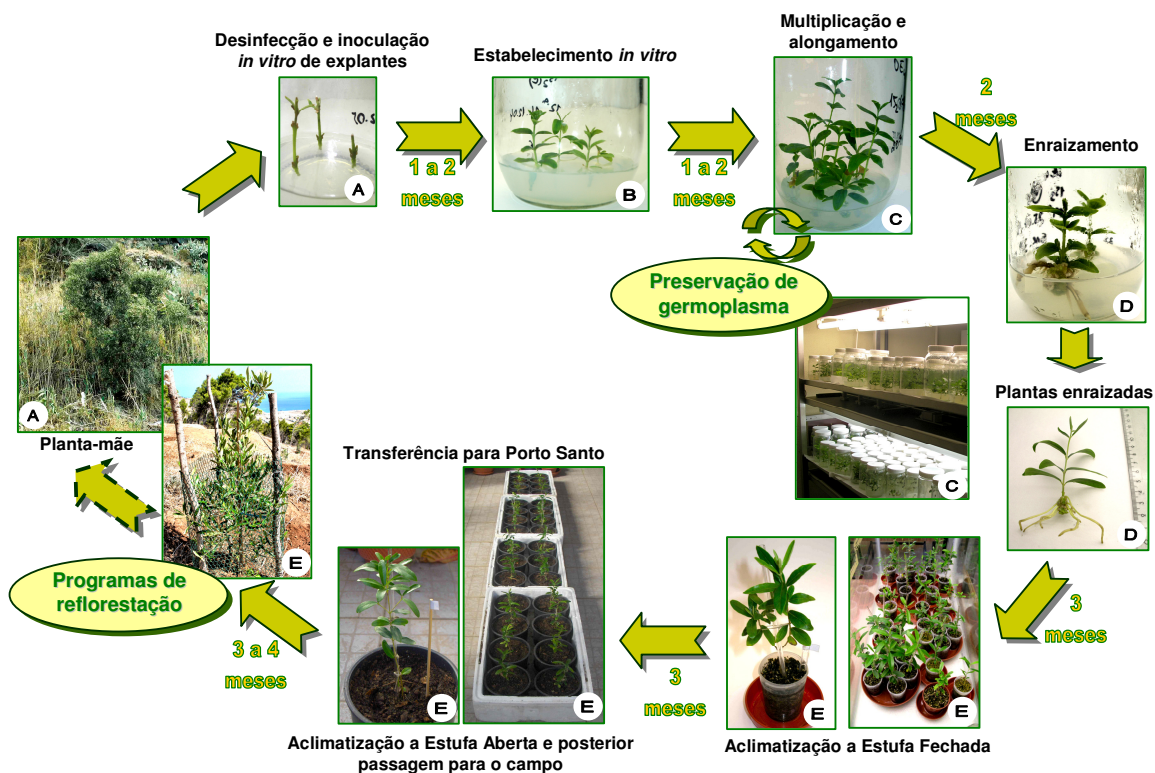 Desinfecção e inoculação
in vitro de explantes
A
1 a 2
meses
Estabelecimento in vitro
B
1 a 2
meses
Multiplicação e
alongamento
C
2
meses
Enraizamento
D
Preservação de
germoplasma
C
Plantas enraizadas
D
3
meses
E
E
Aclimatização a Estufa Fechada
3
meses
Transferência para Porto Santo
E
E
Aclimatização a Estufa Aberta e posterior
passagem para o campo
3 a 4
meses
Programas de
reflorestação
E
A
Planta-mãe